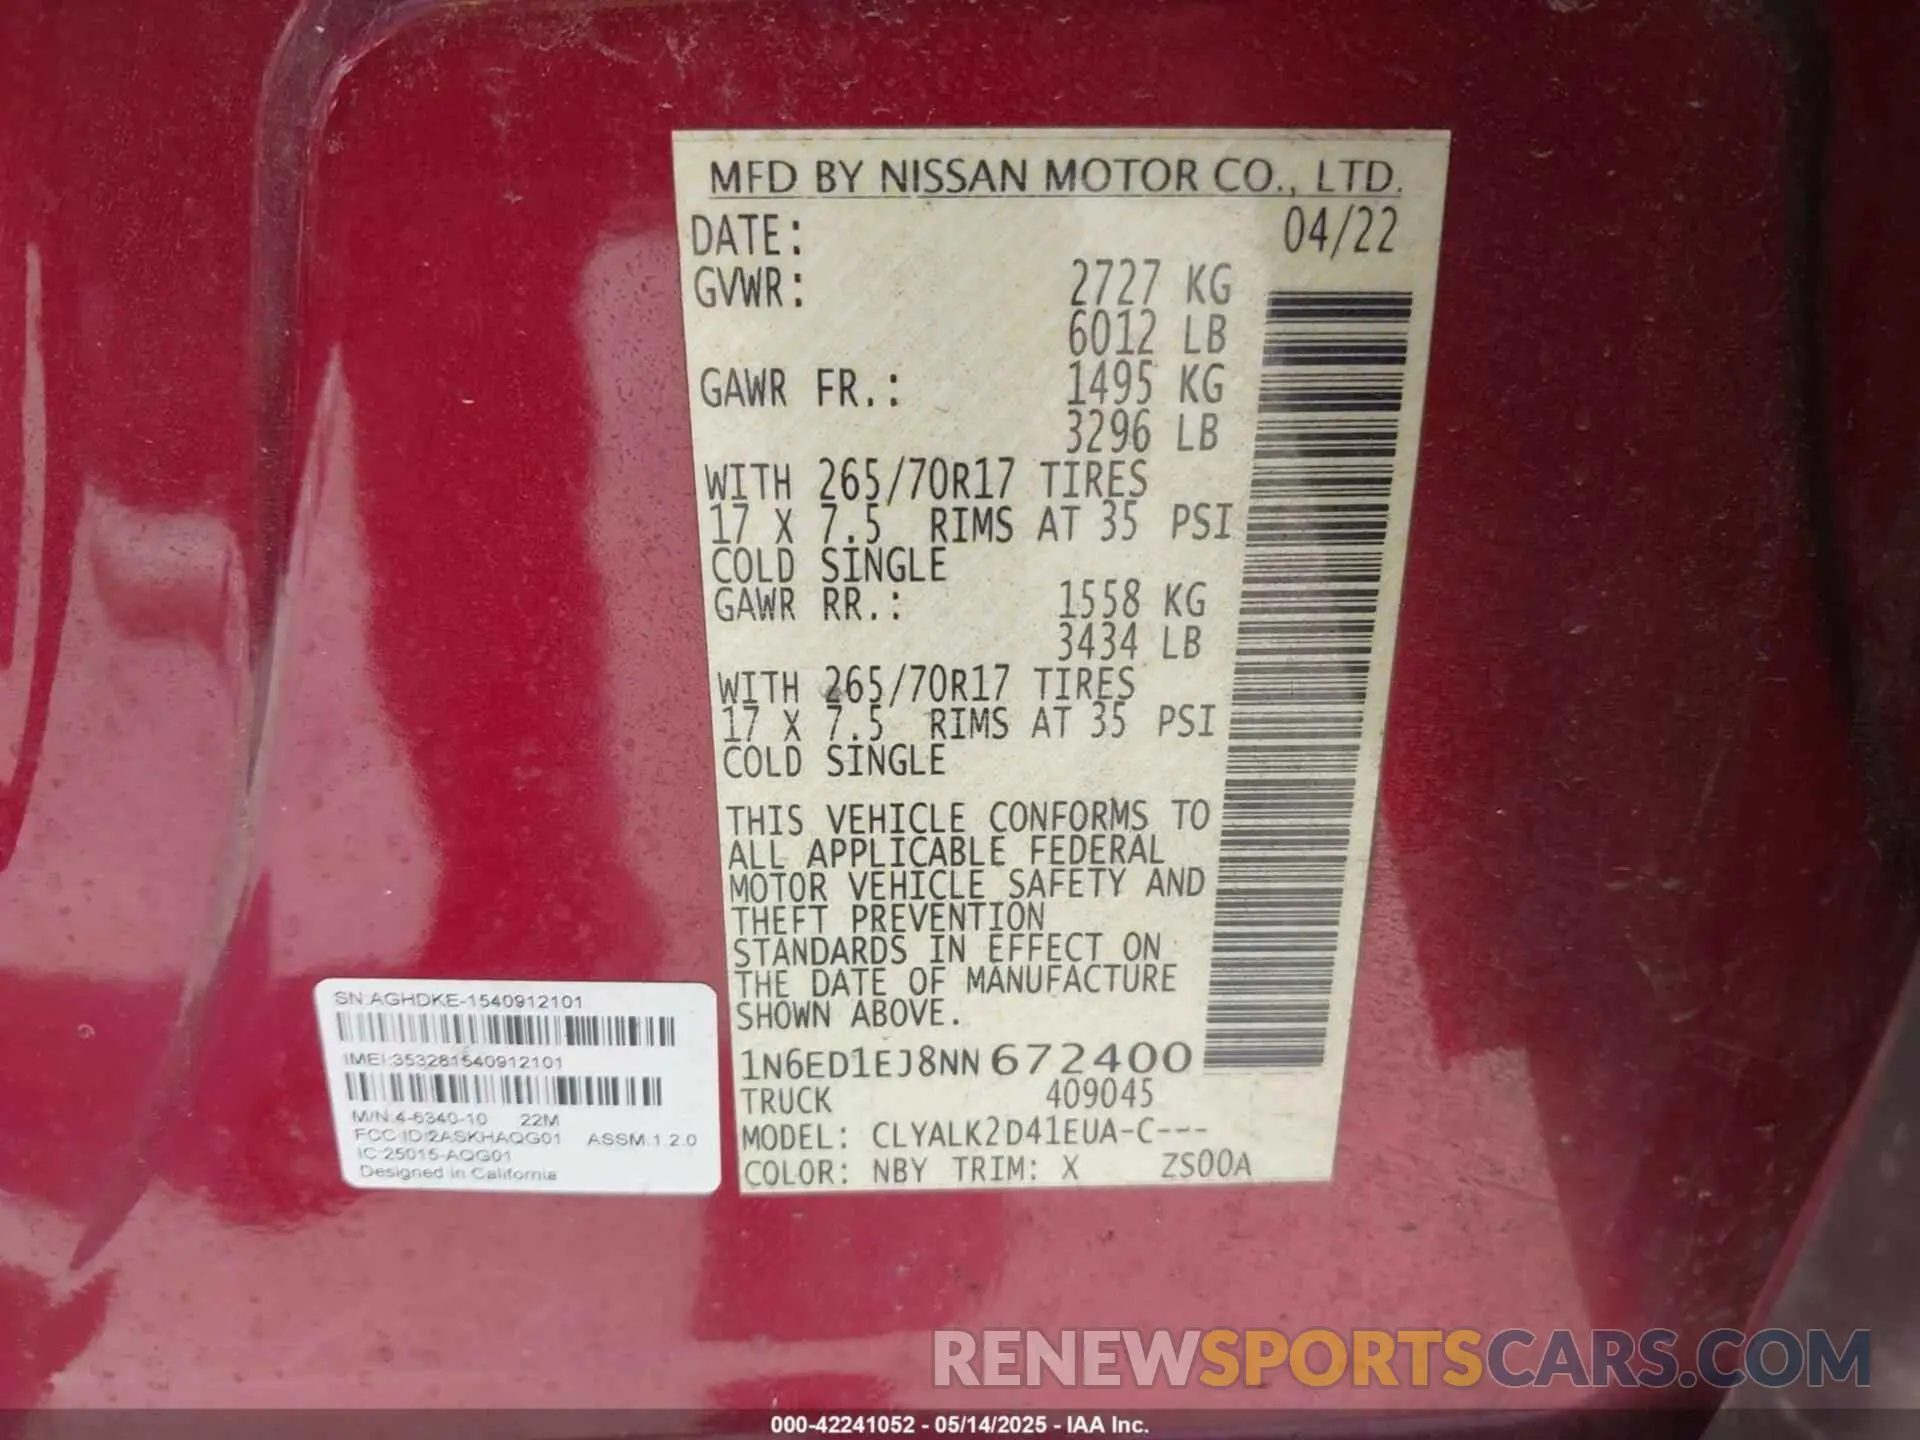 MFD BY NISSAN MOTOR CO., LTD.
DATE: 04/22
GVWR: 2727 KG
6012 LB
GAWR FR.: 1495 KG
3296 LB
WITH 265/70R17 TIRES
17 X 7.5 RIMS AT 35 PSI
COLD SINGLE
GAWR RR.: 1558 KG
3434 LB
WITH 265/70R17 TIRES
17 X 7.5 RIMS AT 35 PSI
COLD SINGLE
THIS VEHICLE CONFORMS TO
ALL APPLICABLE FEDERAL
MOTOR VEHICLE SAFETY AND
THEFT PREVENTION
STANDARDS IN EFFECT ON
THE DATE OF MANUFACTURE
SHOWN ABOVE.
1N6ED1EJ8NN672400
TRUCK 409045
MODEL: CLYALK2D41EUA-C---
COLOR: NBY TRIM: X ZS00A
SN:AGHDKE-1540912101
IMEI:353281540912101
M/N:4-6340-10 22M
FCC ID:2ASKHAQG01 ASSM.1.2.0
IC:25015-AQG01
Designed in California
RENEWSPORTSCARS.COM
000-42241052 - 05/14/2025 - IAA Inc.